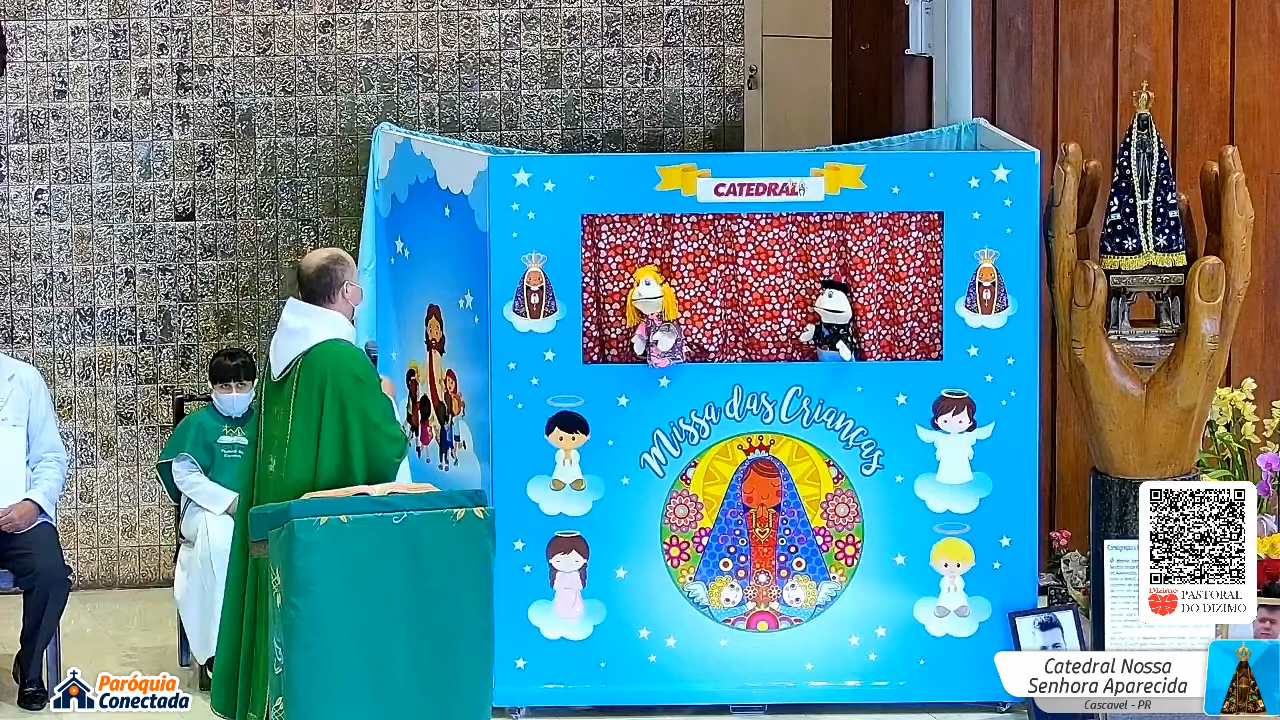 CATEDRAL
Missa das Crianças
Dízimo
PASTORAL
DO DÍZIMO
Paróquia
Conectada
Catedral Nossa
Senhora Aparecida
Cascavel - PR